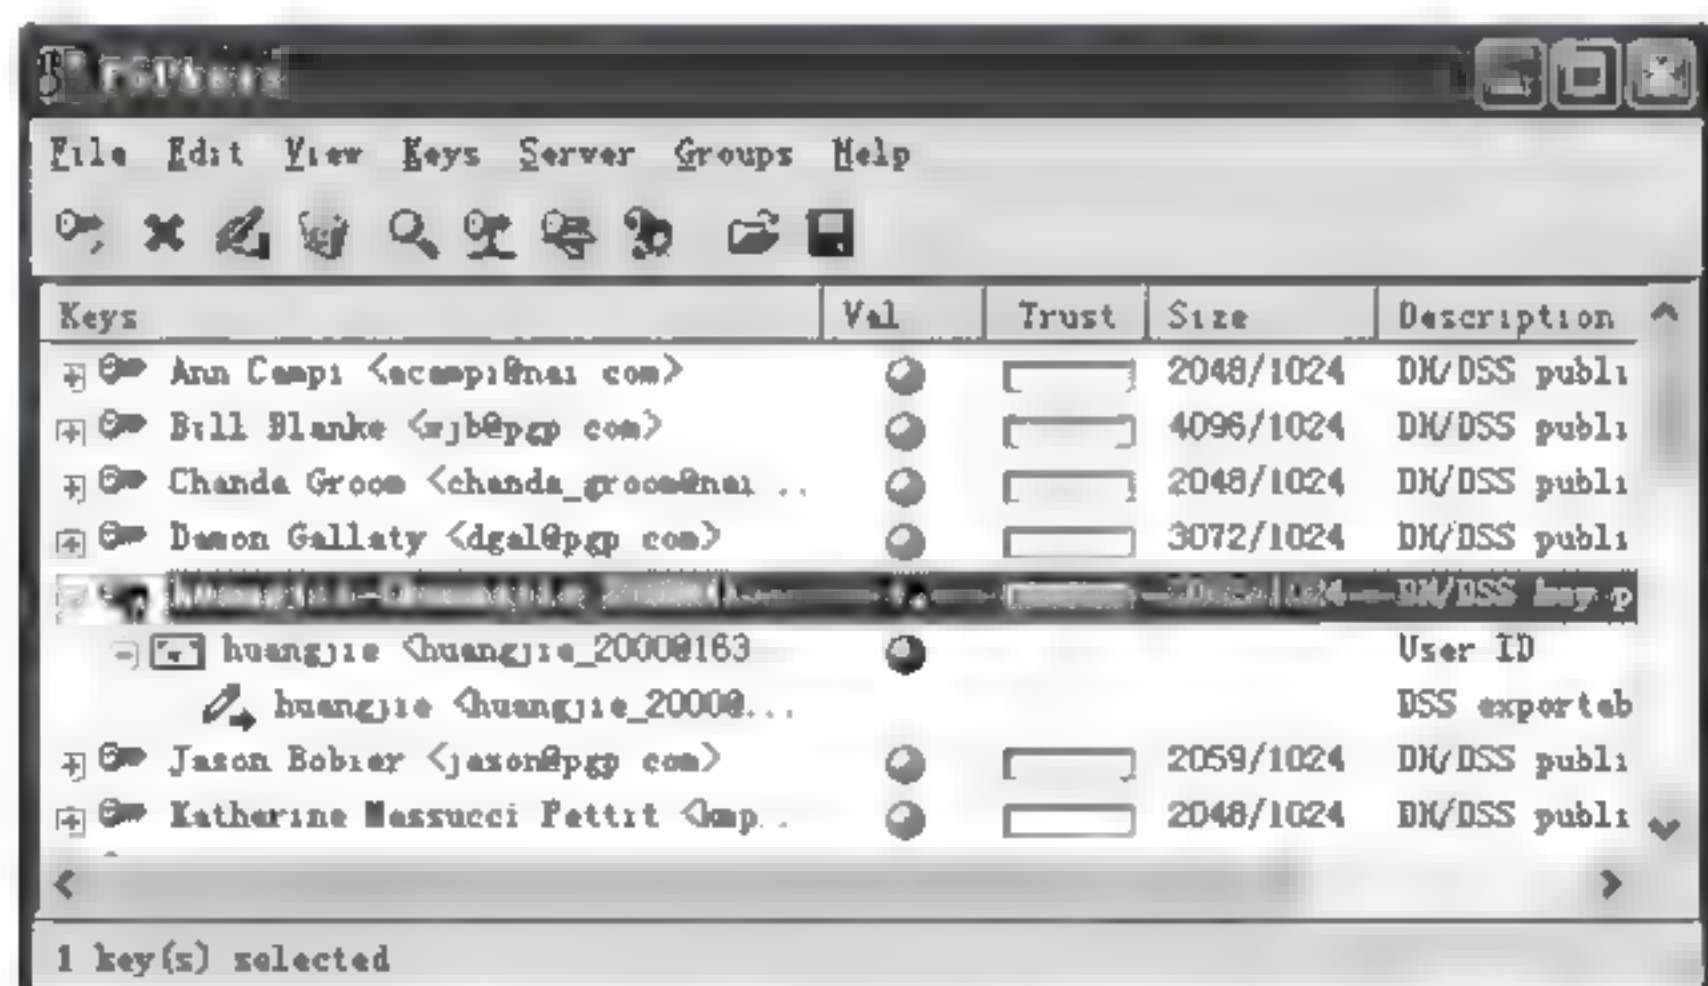 PGPkeys
File Edit View Keys Server Groups Help
Keys Val Trust Size Description
Ann Campi <acampi@nai com> 2048/1024 DH/DSS publi
Bill Blanke <wjb@pgp com> 4096/1024 DH/DSS publi
Chanda Groom <chanda_groom@nai .. 2048/1024 DH/DSS publi
Damon Gallaty <dgal@pgp com> 3072/1024 DH/DSS publi
DH/DSS key p
huangjie <huangjie_2000@163 User ID
huangjie <huangjie_2000@... DSS exportab
Jason Bobier <jason@pgp com> 2059/1024 DH/DSS publi
Katherine Massucci Pettit <kmp.. 2048/1024 DH/DSS publi
1 key(s) selected